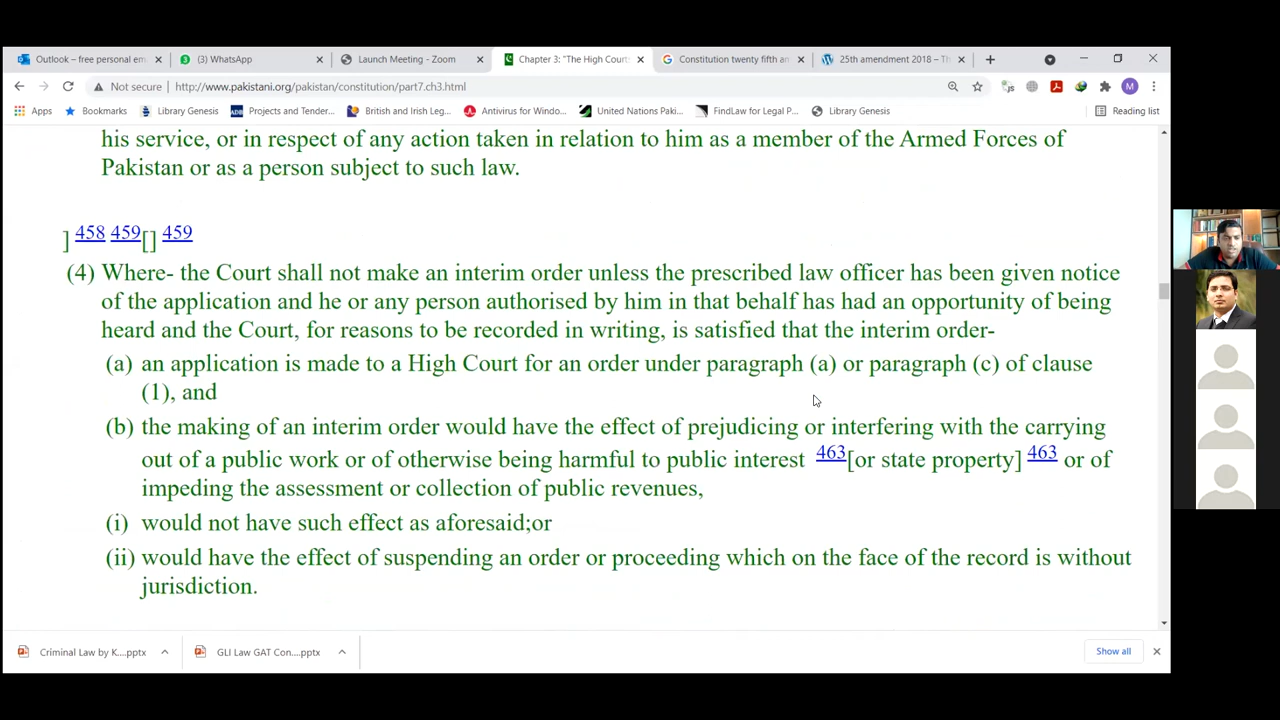 Outlook – free personal em
(3) WhatsApp
Launch Meeting - Zoom
Chapter 3: "The High Court
Constitution twenty fifth an
25th amendment 2018 – Th
Not secure | http://www.pakistani.org/pakistan/constitution/part7.ch3.html
M
Apps
Bookmarks
Library Genesis
ADB
Projects and Tender...
British and Irish Leg...
Antivirus for Windo...
United Nations Paki...
FindLaw for Legal P...
Library Genesis
Reading list
his service, or in respect of any action taken in relation to him as a member of the Armed Forces of
Pakistan or as a person subject to such law.
] 458 459[] 459
(4) Where- the Court shall not make an interim order unless the prescribed law officer has been given notice
of the application and he or any person authorised by him in that behalf has had an opportunity of being
heard and the Court, for reasons to be recorded in writing, is satisfied that the interim order-
(a) an application is made to a High Court for an order under paragraph (a) or paragraph (c) of clause
(1), and
(b) the making of an interim order would have the effect of prejudicing or interfering with the carrying
out of a public work or of otherwise being harmful to public interest 463[or state property] 463 or of
impeding the assessment or collection of public revenues,
(i) would not have such effect as aforesaid;or
(ii) would have the effect of suspending an order or proceeding which on the face of the record is without
jurisdiction.
Criminal Law by K....pptx
GLI Law GAT Con....pptx
Show all